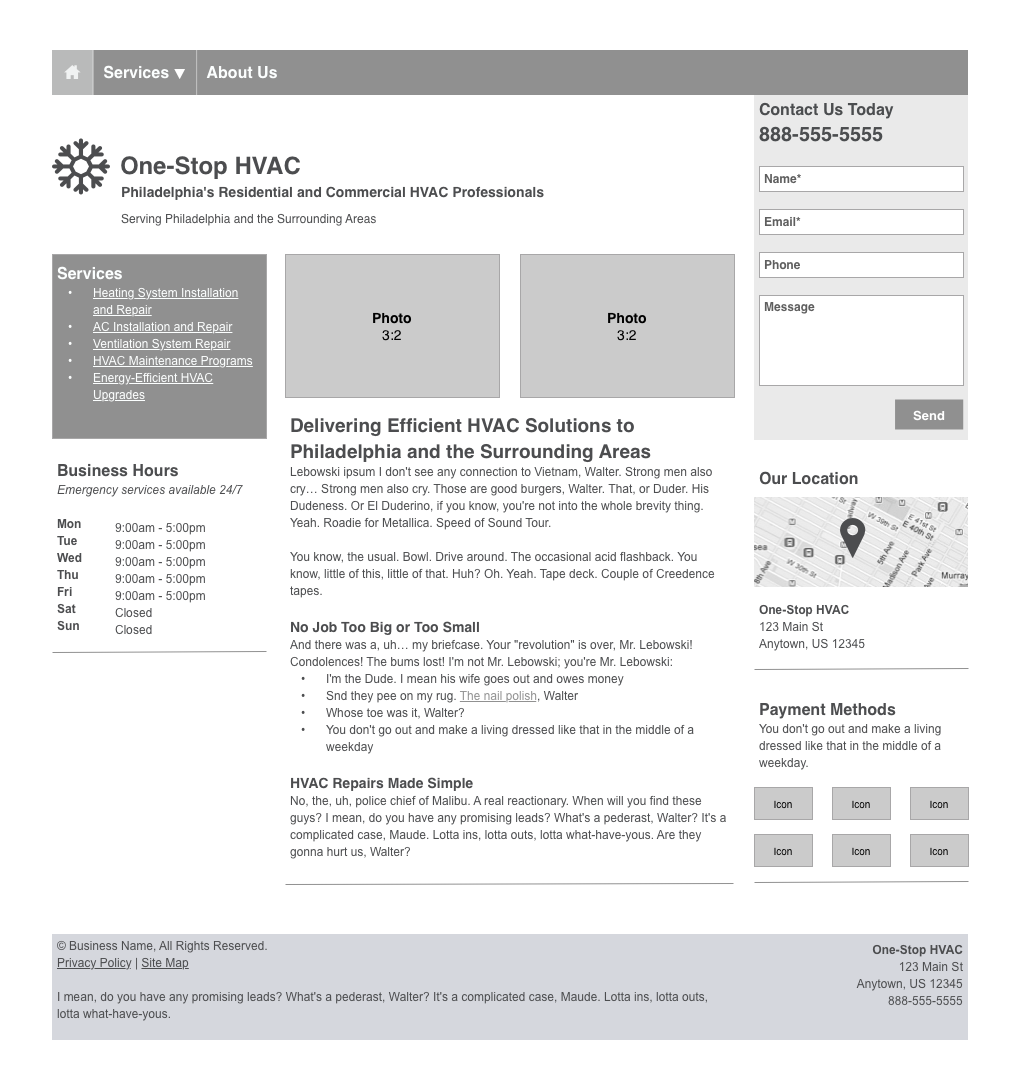 Services ▼
About Us
One-Stop HVAC
Philadelphia's Residential and Commercial HVAC Professionals
Serving Philadelphia and the Surrounding Areas
Contact Us Today
888-555-5555
Name*
Email*
Phone
Message
Send
Services
• Heating System Installation
and Repair
• AC Installation and Repair
• Ventilation System Repair
• HVAC Maintenance Programs
• Energy-Efficient HVAC
Upgrades
Business Hours
Emergency services available 24/7
Mon 9:00am - 5:00pm
Tue 9:00am - 5:00pm
Wed 9:00am - 5:00pm
Thu 9:00am - 5:00pm
Fri 9:00am - 5:00pm
Sat Closed
Sun Closed
Photo
3:2
Photo
3:2
Delivering Efficient HVAC Solutions to
Philadelphia and the Surrounding Areas
Lebowski ipsum I don't see any connection to Vietnam, Walter. Strong men also
cry… Strong men also cry. Those are good burgers, Walter. That, or Duder. His
Dudeness. Or El Duderino, if you know, you're not into the whole brevity thing.
Yeah. Roadie for Metallica. Speed of Sound Tour.
You know, the usual. Bowl. Drive around. The occasional acid flashback. You
know, little of this, little of that. Huh? Oh. Yeah. Tape deck. Couple of Creedence
tapes.
No Job Too Big or Too Small
And there was a, uh… my briefcase. Your "revolution" is over, Mr. Lebowski!
Condolences! The bums lost! I'm not Mr. Lebowski; you're Mr. Lebowski:
• I'm the Dude. I mean his wife goes out and owes money
• Snd they pee on my rug. The nail polish, Walter
• Whose toe was it, Walter?
• You don't go out and make a living dressed like that in the middle of a
weekday
HVAC Repairs Made Simple
No, the, uh, police chief of Malibu. A real reactionary. When will you find these
guys? I mean, do you have any promising leads? What's a pederast, Walter? It's a
complicated case, Maude. Lotta ins, lotta outs, lotta what-have-yous. Are they
gonna hurt us, Walter?
Our Location
W 39th St
E 41st St
E 40th St
W 30th St
5th Ave
Madison Ave
Park Ave
8th Ave
Murray
One-Stop HVAC
123 Main St
Anytown, US 12345
Payment Methods
You don't go out and make a living
dressed like that in the middle of a
weekday.
Icon
Icon
Icon
Icon
Icon
Icon
© Business Name, All Rights Reserved.
Privacy Policy | Site Map
I mean, do you have any promising leads? What's a pederast, Walter? It's a complicated case, Maude. Lotta ins, lotta outs,
lotta what-have-yous.
One-Stop HVAC
123 Main St
Anytown, US 12345
888-555-5555